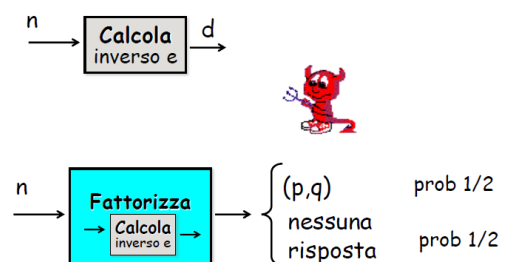 n
Calcola
inverso e
d
n
Fattorizza
Calcola
inverso e
(p,q)
prob 1/2
nessuna
risposta
prob 1/2